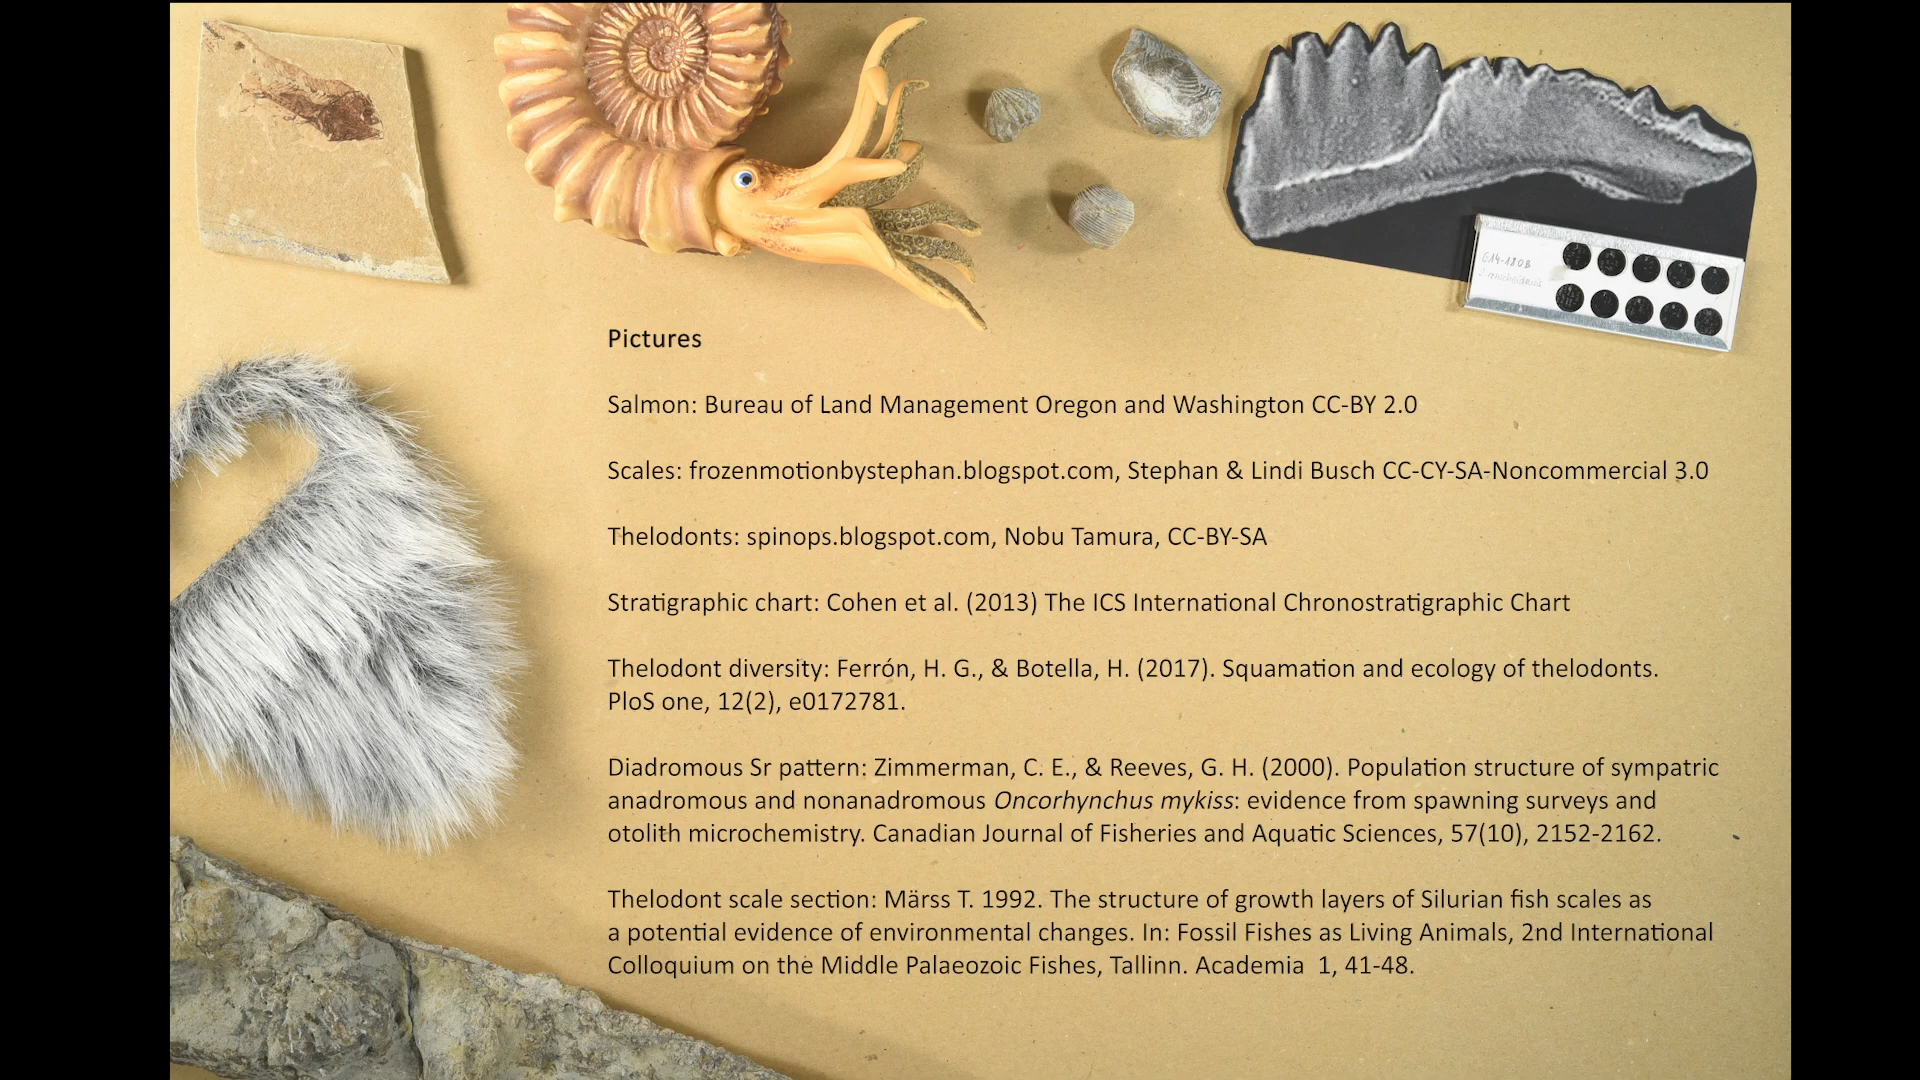 G14-180B
Pictures
Salmon: Bureau of Land Management Oregon and Washington CC-BY 2.0
Scales: frozenmotionbystephan.blogspot.com, Stephan & Lindi Busch CC-CY-SA-Noncommercial 3.0
Thelodonts: spinops.blogspot.com, Nobu Tamura, CC-BY-SA
Stratigraphic chart: Cohen et al. (2013) The ICS International Chronostratigraphic Chart
Thelodont diversity: Ferrón, H. G., & Botella, H. (2017). Squamation and ecology of thelodonts.
PloS one, 12(2), e0172781.
Diadromous Sr pattern: Zimmerman, C. E., & Reeves, G. H. (2000). Population structure of sympatric
anadromous and nonanadromous Oncorhynchus mykiss: evidence from spawning surveys and
otolith microchemistry. Canadian Journal of Fisheries and Aquatic Sciences, 57(10), 2152-2162.
Thelodont scale section: Märss T. 1992. The structure of growth layers of Silurian fish scales as
a potential evidence of environmental changes. In: Fossil Fishes as Living Animals, 2nd International
Colloquium on the Middle Palaeozoic Fishes, Tallinn. Academia  1, 41-48.